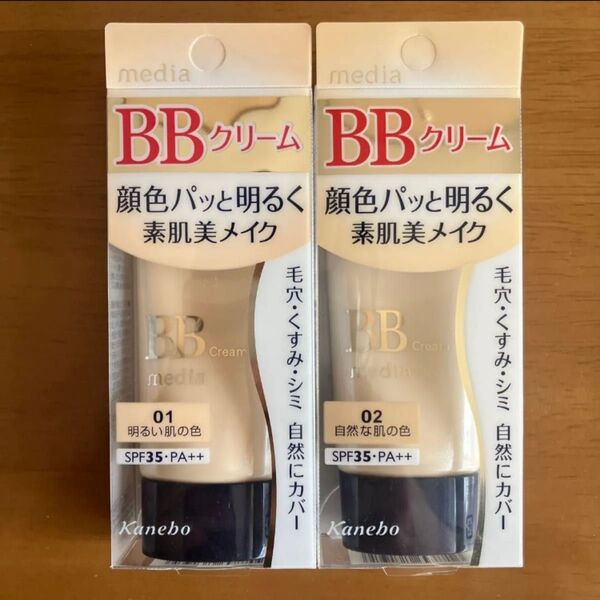 media
BBクリーム
顔色パッと明るく
素肌美メイク
毛穴・くすみ・シミ 自然にカバー
BB Cream
media
01
明るい肌の色
SPF35・PA++
Kanebo
media
BBクリーム
顔色パッと明るく
素肌美メイク
毛穴・くすみ・シミ 自然にカバー
BB Cream
media
02
自然な肌の色
SPF35・PA++
Kanebo